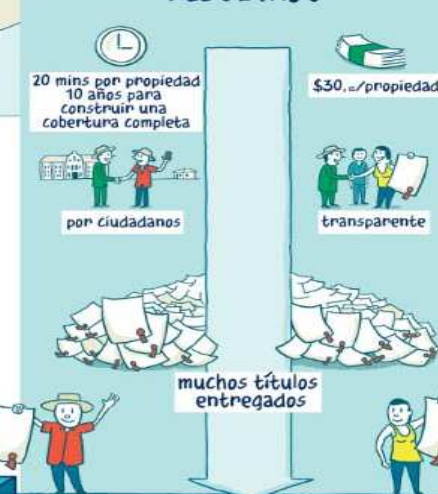 20 mins por propiedad
10 años para
construir una
cobertura completa
$30,=/propiedad
por ciudadanos
transparente
muchos títulos
entregados